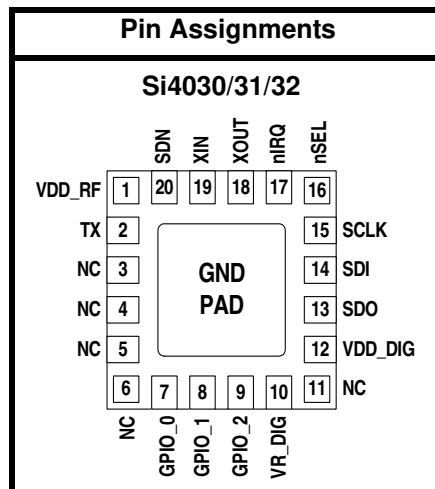 Pin Assignments
Si4030/31/32
SDN XIN XOUT nIRQ nSEL
20 19 18 17 16
VDD_RF 1
TX 2 15 SCLK
NC 3 GND 14 SDI
NC 4 PAD 13 SDO
NC 5 12 VDD_DIG
6 7 8 9 10 11 NC
NC GPIO_0 GPIO_1 GPIO_2 VR_DIG